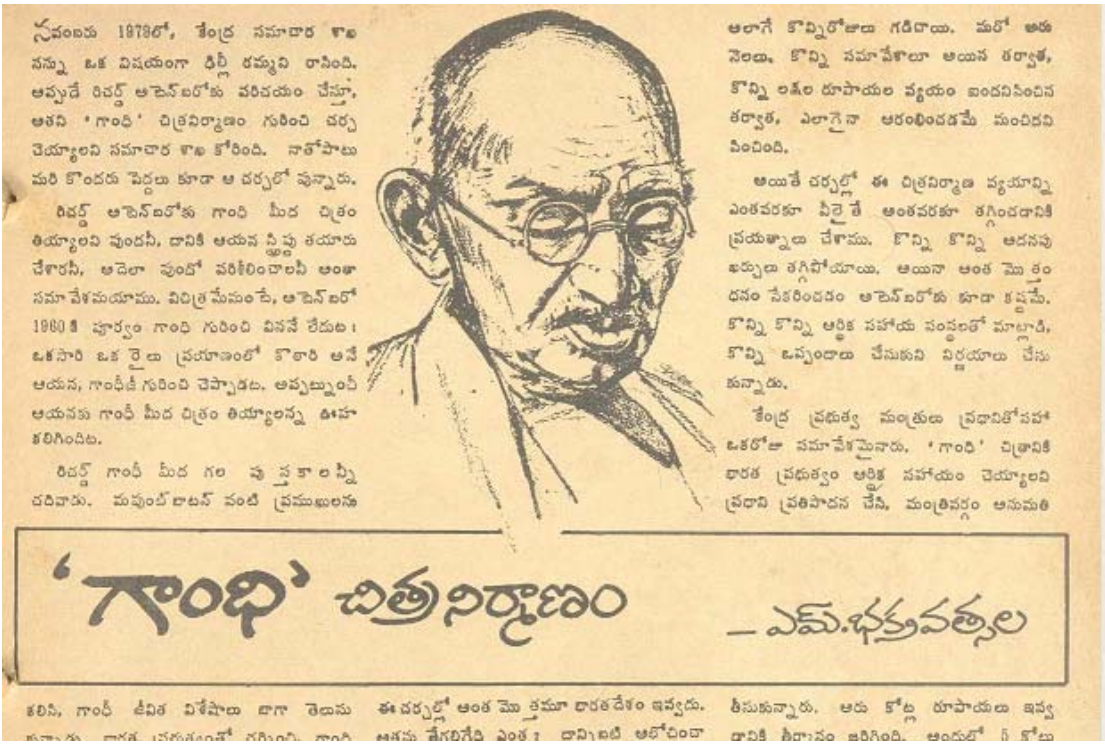 నవంబరు 1978లో, కేంద్ర సమాచార శాఖ
నన్ను ఒక విషయంగా ఢిల్లీ రమ్మని రాసింది.
అప్పుడే రిచర్డ్ అటెన్‌బరోకు పరిచయం చేస్తూ,
అతని 'గాంధి' చిత్రనిర్మాణం గురించి చర్చ
చెయ్యాలని సమాచార శాఖ కోరింది. నాతోపాటు
మరి కొందరు పెద్దలు కూడా ఆ చర్చలో వున్నారు.
రిచర్డ్ అటెన్‌బరోకు గాంధి మీద చిత్రం
తియ్యాలని వుందనీ, దానికి ఆయన స్క్రిప్టు తయారు
చేశారనీ, అదెలా వుందో పరిశీలించాలనీ అంతా
సమావేశమయాము. విచిత్రమేమంటే, అటెన్‌బరో
1960కి పూర్వం గాంధి గురించి విననే లేదుట!
ఒకసారి ఒక రైలు ప్రయాణంలో కొఠారి అనే
ఆయన, గాంధీజీ గురించి చెప్పాడట. అప్పట్నుంచీ
ఆయనకు గాంధీ మీద చిత్రం తియ్యాలన్న ఊహ
కలిగిందిట.
రిచర్డ్ గాంధీ మీద గల పుస్తకాలన్నీ
చదివాడు. మవుంట్‌బాటన్ వంటి ప్రముఖులను
అలాగే కొన్నిరోజులు గడిచాయి. మరో ఆరు
నెలలు, కొన్ని సమావేశాలూ అయిన తర్వాత,
కొన్ని లక్షల రూపాయల వ్యయం ఐందనిపించిన
తర్వాత, ఎలాగైనా ఆరంభించడమే మంచిదని
పించింది.
అయితే చర్చల్లో ఈ చిత్రనిర్మాణ వ్యయాన్ని
ఎంతవరకూ వీలైతే అంతవరకూ తగ్గించడానికి
ప్రయత్నాలు చేశాము. కొన్ని కొన్ని అదనపు
ఖర్చులు తగ్గిపోయాయి. అయినా అంత మొత్తం
ధనం సేకరించడం అటెన్‌బరోకు కూడా కష్టమే.
కొన్ని కొన్ని ఆర్థిక సహాయ సంస్థలతో మాట్లాడి,
కొన్ని ఒప్పందాలు చేసుకుని నిర్ణయాలు చేసు
కున్నాడు.
కేంద్ర ప్రభుత్వ మంత్రులు ప్రధానితోసహా
ఒకరోజు సమావేశమైనారు. 'గాంధి' చిత్రానికి
భారత ప్రభుత్వం ఆర్థిక సహాయం చెయ్యాలని
ప్రధాని ప్రతిపాదన చేసి, మంత్రివర్గం అనుమతి
'గాంధి' చిత్రనిర్మాణం
– ఎమ్.భక్తవత్సల
కలిసి, గాంధీ జీవిత విశేషాలు బాగా తెలుసు
ఈ చర్చల్లో అంత మొత్తమూ భారతదేశం ఇవ్వదు.
తీసుకున్నారు. ఆరు కోట్ల రూపాయలు ఇవ్వ